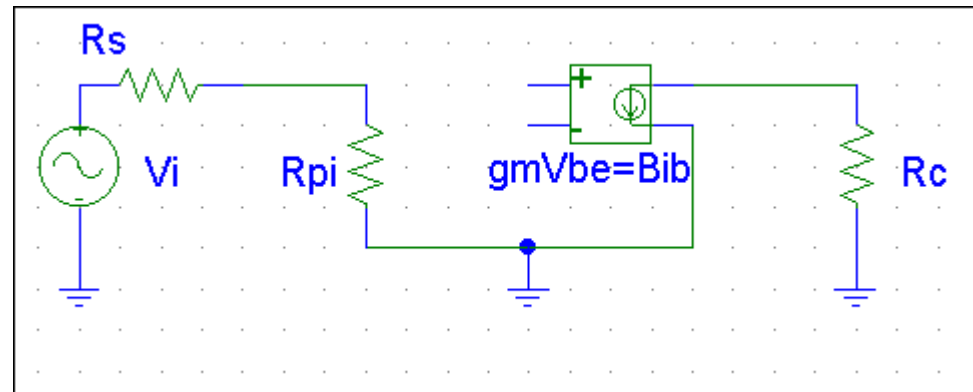 Rs
+
-
Vi
Rpi
+
-
gmVbe=Bib
Rc